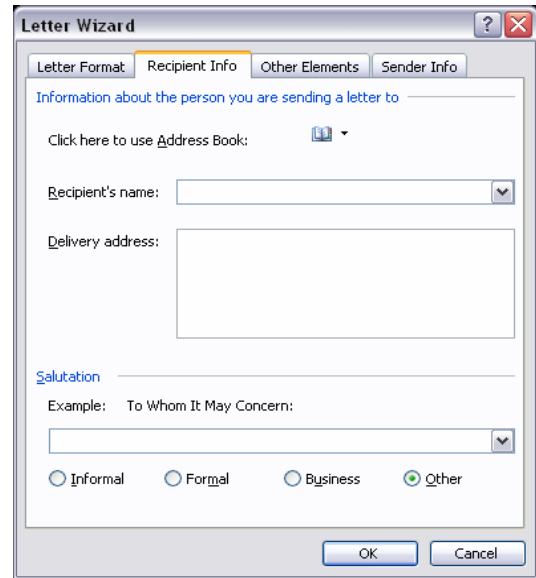 Letter Wizard
Letter Format Recipient Info Other Elements Sender Info
Information about the person you are sending a letter to
Click here to use Address Book:
Recipient's name:
Delivery address:
Salutation
Example: To Whom It May Concern:
Informal Formal Business Other
OK Cancel